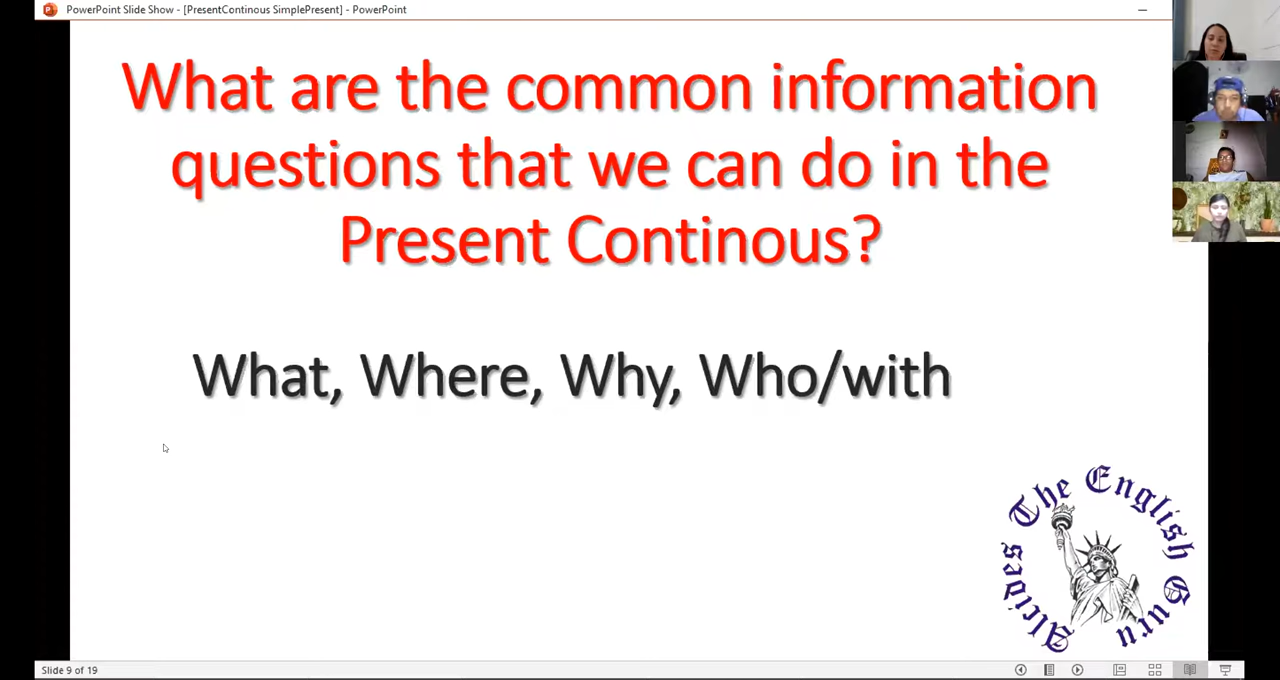 PowerPoint Slide Show - [PresentContinous SimplePresent] - PowerPoint
What are the common information
questions that we can do in the
Present Continous?
What, Where, Why, Who/with
Alcides The English Guru
Slide 9 of 19